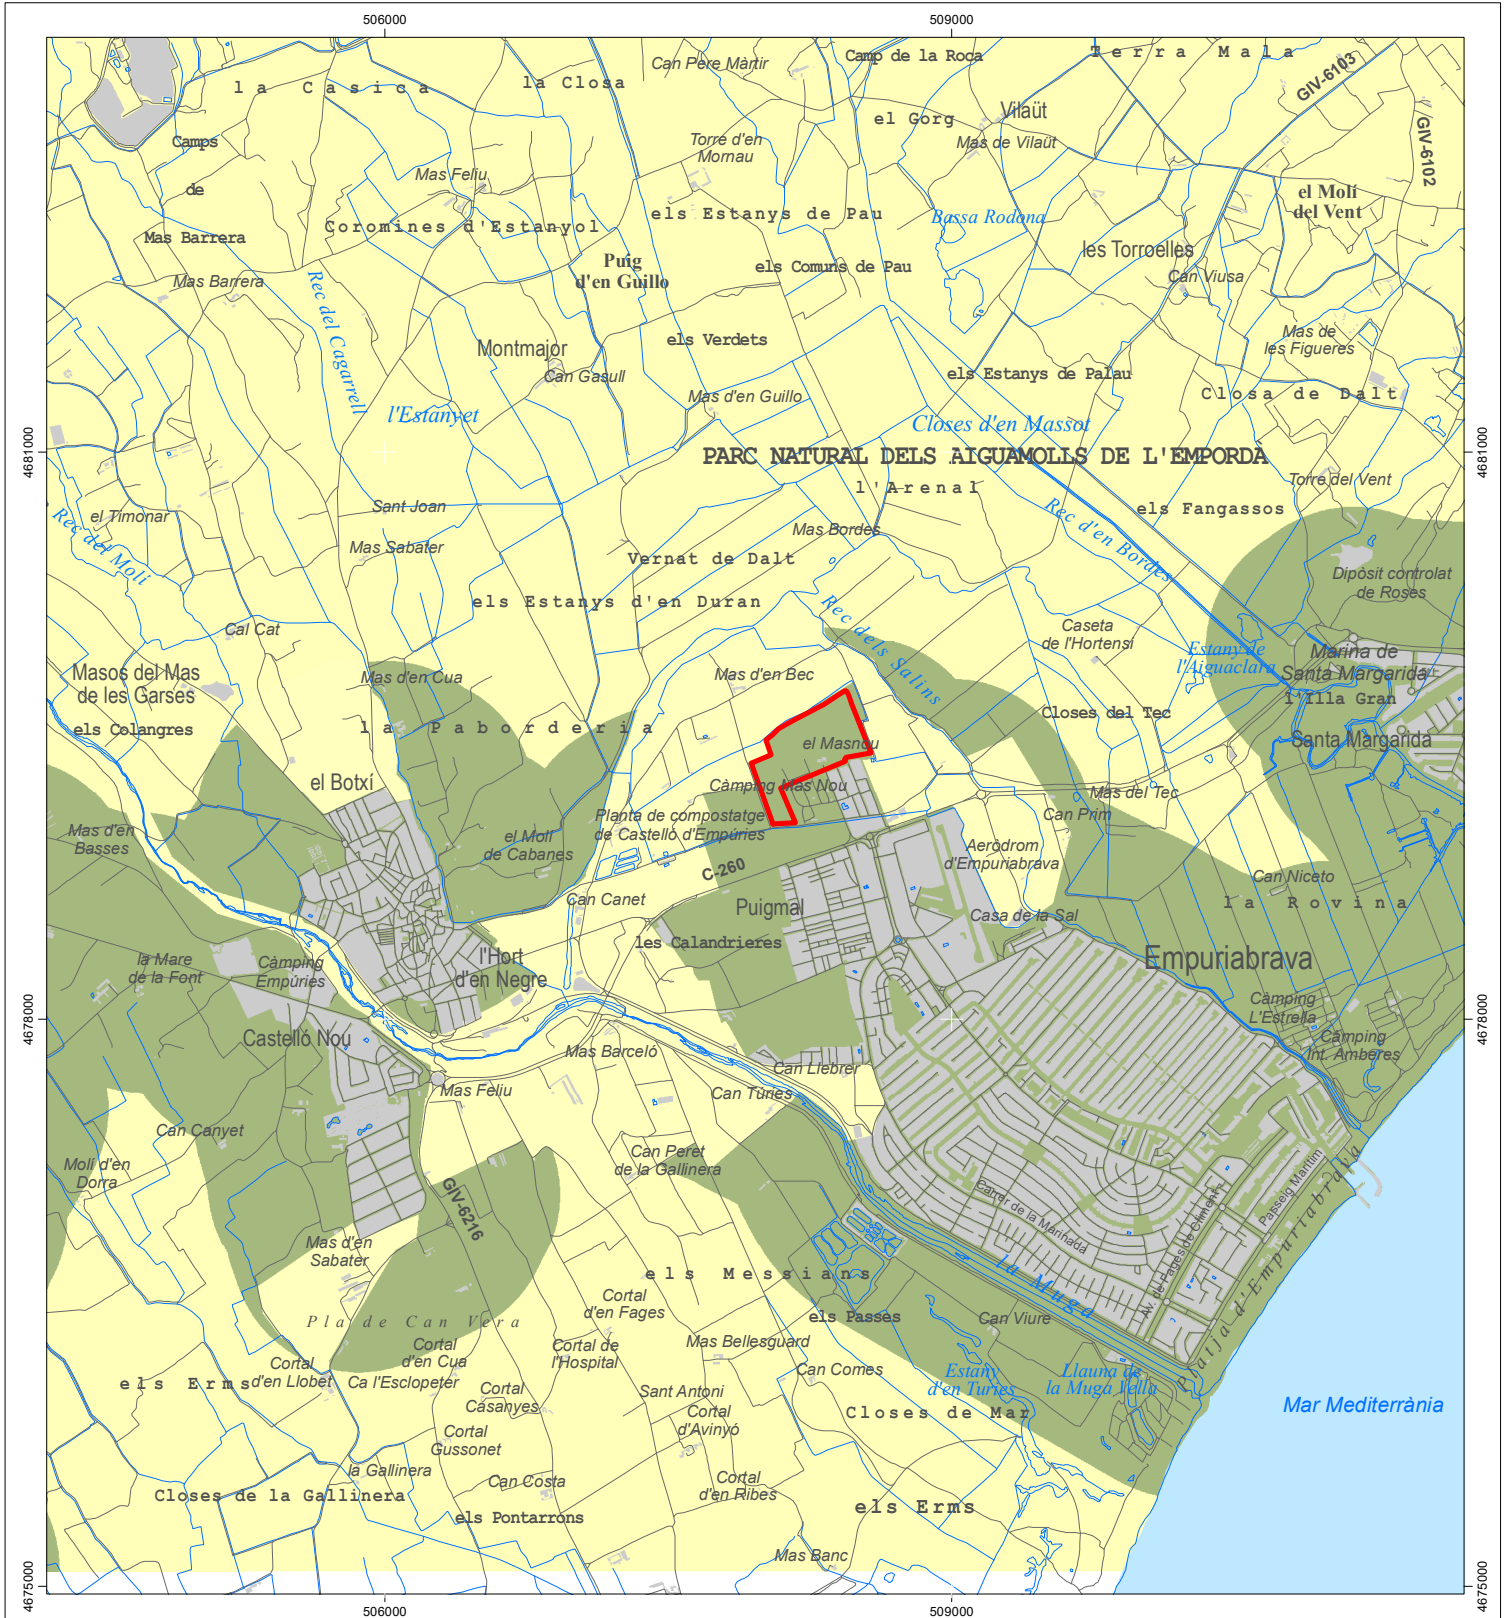 506000
509000
la Casica
la Closa
Can Pere Màrtir
Camp de la Roca
Terra Mala
GIV-6103
GIV-6102
Camps
de
Mas Barrera
Torre d'en
Mornau
el Gorg
Vilaüt
Mas de Vilaüt
Mas Feliu
el Molí
del Vent
Coromines d'Estanyol
els Estanys de Pau
Bassa Rodona
les Torroelles
Puig
d'en Guillo
els Comuns de Pau
Can Viusa
Mas Barrera
Rec del Cagarrell
Mas de
les Figueres
els Verdets
Montmajor
Can Gasull
els Estanys de Palau
Closa de Dalt
Mas d'en Guillo
l'Estanyet
Closes d'en Massot
4681000
4681000
PARC NATURAL DELS AIGUAMOLLS DE L'EMPORDÀ
Torre del Vent
l'Arenal
Sant Joan
els Fangassos
el Timonar
Rec del Molí
Mas Bordes
Rec d'en Bordes
Mas Sabater
Vernat de Dalt
Dipòsit controlat
de Roses
els Estanys d'en Duran
Rec dels Salins
Cal Cat
Caseta
de l'Hortensi
Estany de
l'Aiguaclara
Marina de
Santa Margarida
Masos del Mas
de les Garses
Mas d'en Cua
Mas d'en Bec
l'Illa Gran
els Colangres
la Paborderia
Closes del Tec
el Masnou
Santa Margarida
el Botxí
Càmping Mas Nou
Mas del Tec
Planta de compostatge
de Castelló d'Empúries
Can Prim
Mas d'en
Basses
el Molí
de Cabanes
Aeròdrom
d'Empuriabrava
C-260
Can Niceto
Can Canet
Puigmal
la Rovina
Casa de la Sal
les Calandrieres
la Mare
de la Font
Càmping
Empúries
l'Hort
d'en Negre
Empuriabrava
Càmping
L'Estrella
4678000
4678000
Castelló Nou
Mas Barceló
Càmping
Int. Amberes
Can Llebrer
Mas Feliu
Can Túries
Can Canyet
Can Peret
de la Gallinera
Molí d'en
Dorra
GIV-6216
Carrer de la Marinada
Passeig Marítim
Av. de Fages de Climent
Platja d'Empuriabrava
Mas d'en
Sabater
els Messians
la Muga
Cortal
d'en Fages
els Passes
Can Viure
Pla de Can Vera
Cortal
d'en Cua
Cortal de
l'Hospital
Mas Bellesguard
Cortal
d'en Llobet
els Erms
Ca l'Esclopeter
Can Comes
Estany
d'en Turies
Llauna de
la Muga Vella
Cortal
Casanyes
Sant Antoni
Cortal
d'Avinyó
Closes de Mar
Mar Mediterrània
Cortal
Gussonet
la Gallinera
Can Costa
Cortal
d'en Ribes
Closes de la Gallinera
els Erms
els Pontarrons
Mas Banc
4675000
4675000
506000
509000